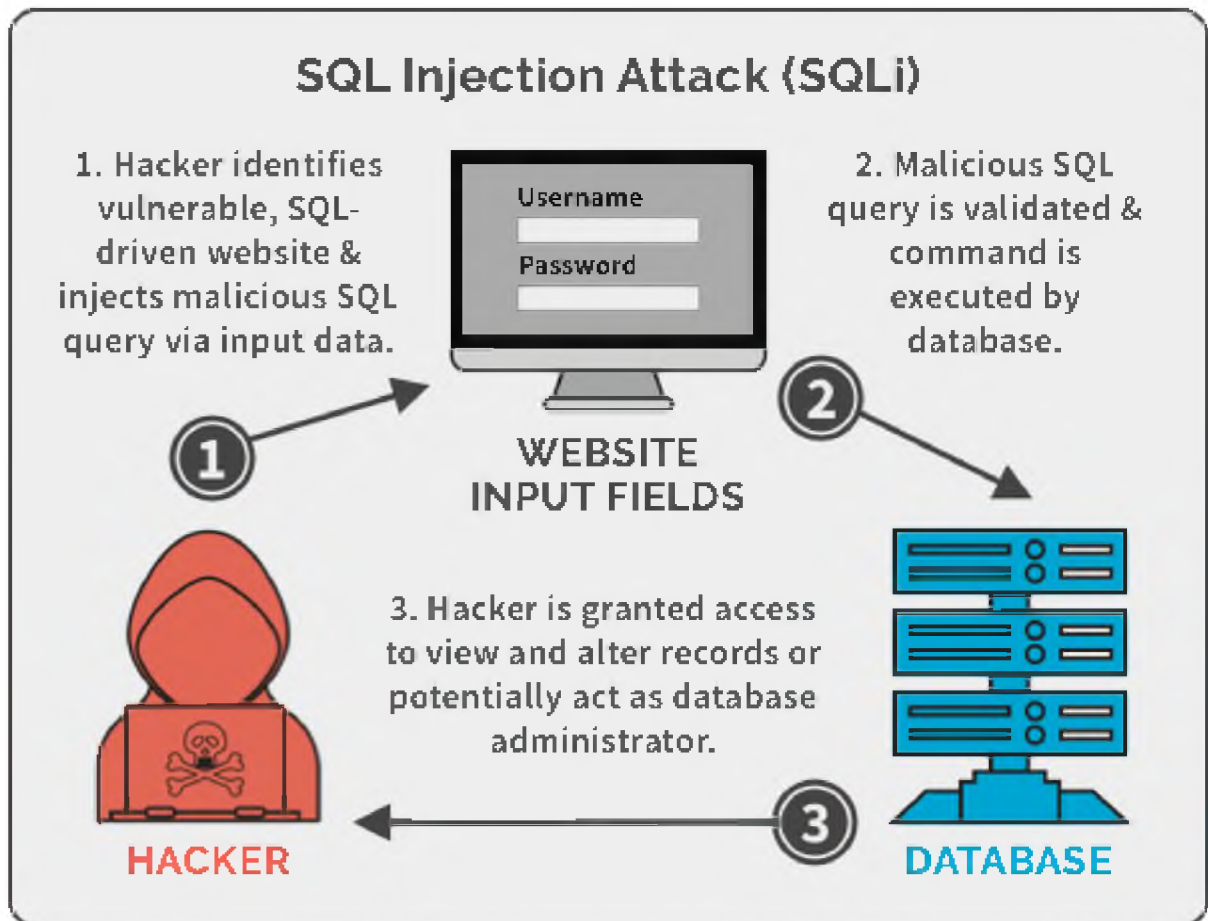 SQL Injection Attack (SQLi)
1. Hacker identifies
vulnerable, SQL-
driven website &
injects malicious SQL
query via input data.
Username
Password
2. Malicious SQL
query is validated &
command is
executed by
database.
1
2
WEBSITE
INPUT FIELDS
3. Hacker is granted access
to view and alter records or
potentially act as database
administrator.
3
HACKER
DATABASE